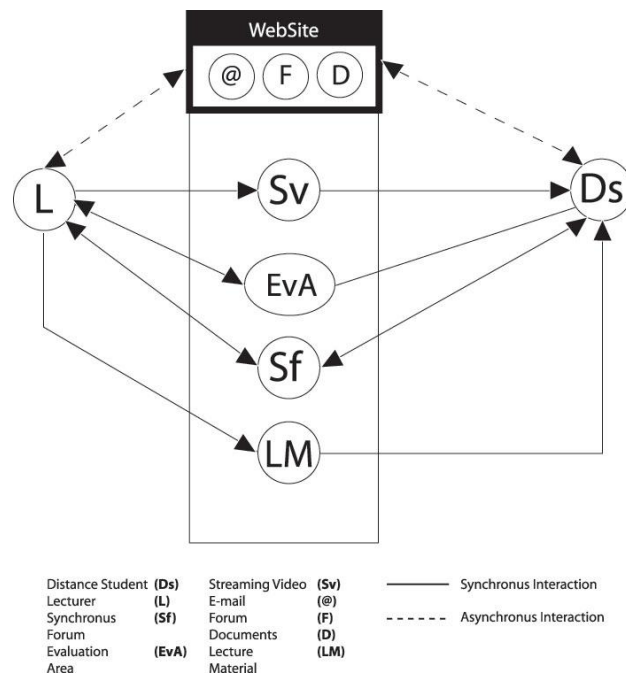 WebSite
@ F D
L
Sv
Ds
EvA
Sf
LM
Distance Student (Ds) Streaming Video (Sv) Synchronus Interaction
Lecturer (L) E-mail (@)
Synchronus (Sf) Forum (F) Asynchronus Interaction
Forum Documents (D)
Evaluation (EvA) Lecture (LM)
Area Material